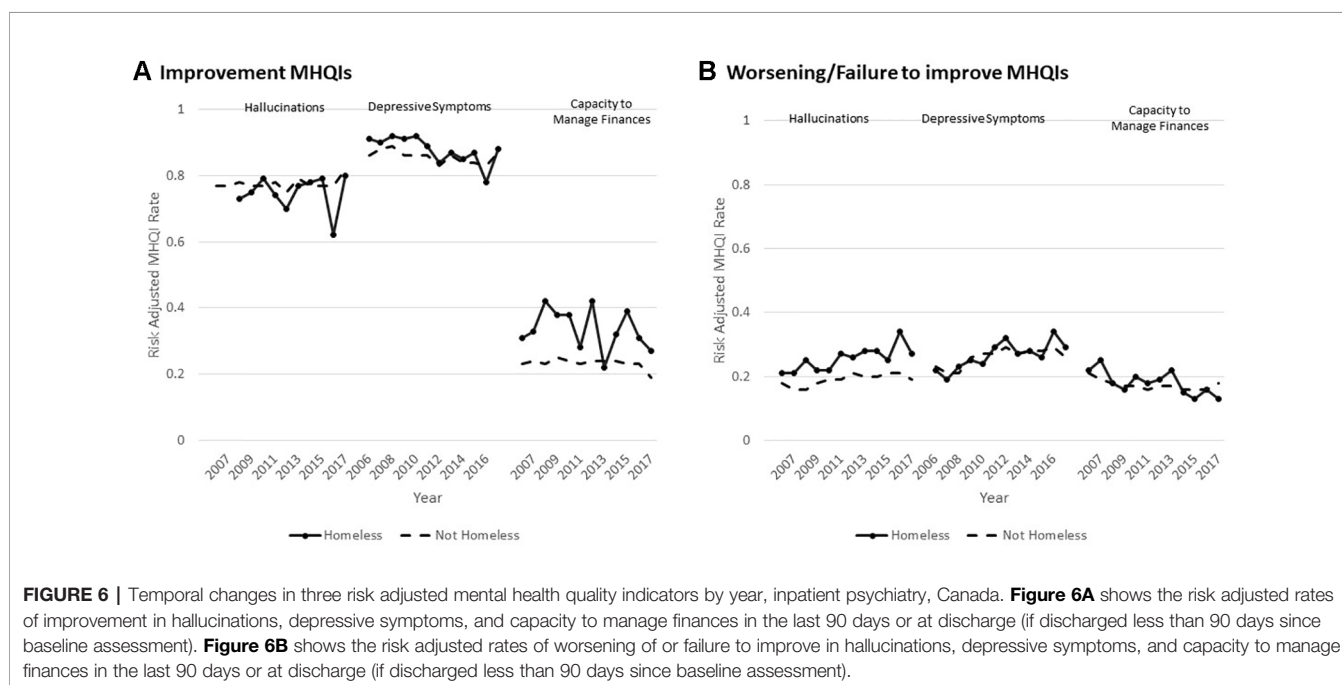 A Improvement MHQIs
Hallucinations
Depressive Symptoms
Capacity to
Manage Finances
1
0.8
0.6
0.4
0.2
0
Risk Adjusted MHQI Rate
2007
2009
2011
2013
2015
2017
2006
2008
2010
2012
2014
2016
2007
2009
2011
2013
2015
2017
Year
Homeless
Not Homeless
B Worsening/Failure to improve MHQIs
Hallucinations
Depressive Symptoms
Capacity to
Manage Finances
1
0.8
0.6
0.4
0.2
0
Risk Adjusted MHQI Rate
2007
2009
2011
2013
2015
2017
2006
2008
2010
2012
2014
2016
2007
2009
2011
2013
2015
2017
Year
Homeless
Not Homeless
FIGURE 6 | Temporal changes in three risk adjusted mental health quality indicators by year, inpatient psychiatry, Canada. Figure 6A shows the risk adjusted rates
of improvement in hallucinations, depressive symptoms, and capacity to manage finances in the last 90 days or at discharge (if discharged less than 90 days since
baseline assessment). Figure 6B shows the risk adjusted rates of worsening of or failure to improve in hallucinations, depressive symptoms, and capacity to manage
finances in the last 90 days or at discharge (if discharged less than 90 days since baseline assessment).